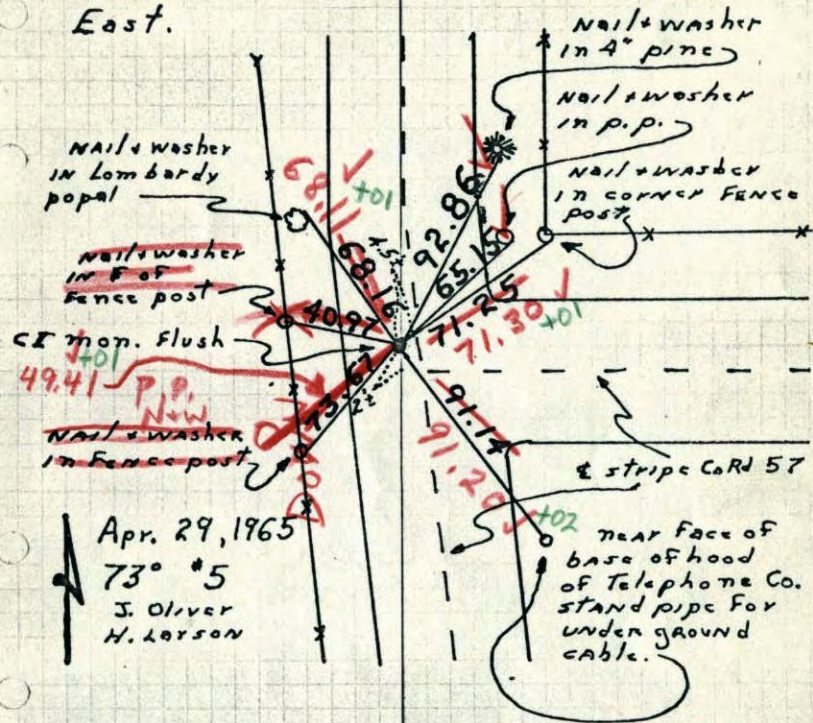 East.
Nail + washer
in 4" pine
Nail + washer
in p.p.
Nail + washer
in corner Fence
post
Nail + washer
in Lombardy
popal
68.11 +01
68.16
92.86
65.15
71.25
71.30 +01
Nail + washer
in F of
Fence post
40.97
4.5±
CI mon. flush
+01
49.41
P.P.
N+W
73.67
22
Nail + washer
in Fence post
91.14
91.20 +02
℄ stripe Co Rd 57
Apr. 29, 1965
73° #5
J. Oliver
H. Larson
near Face of
base of hood
of Telephone Co.
stand pipe For
under ground
cable.